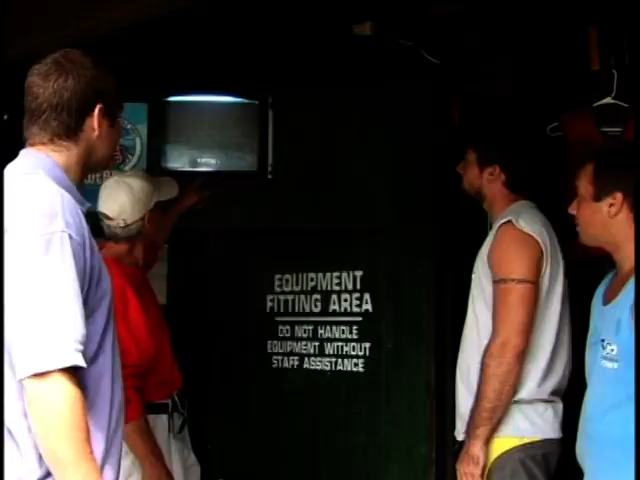 EQUIPMENT
FITTING AREA
DO NOT HANDLE
EQUIPMENT WITHOUT
STAFF ASSISTANCE